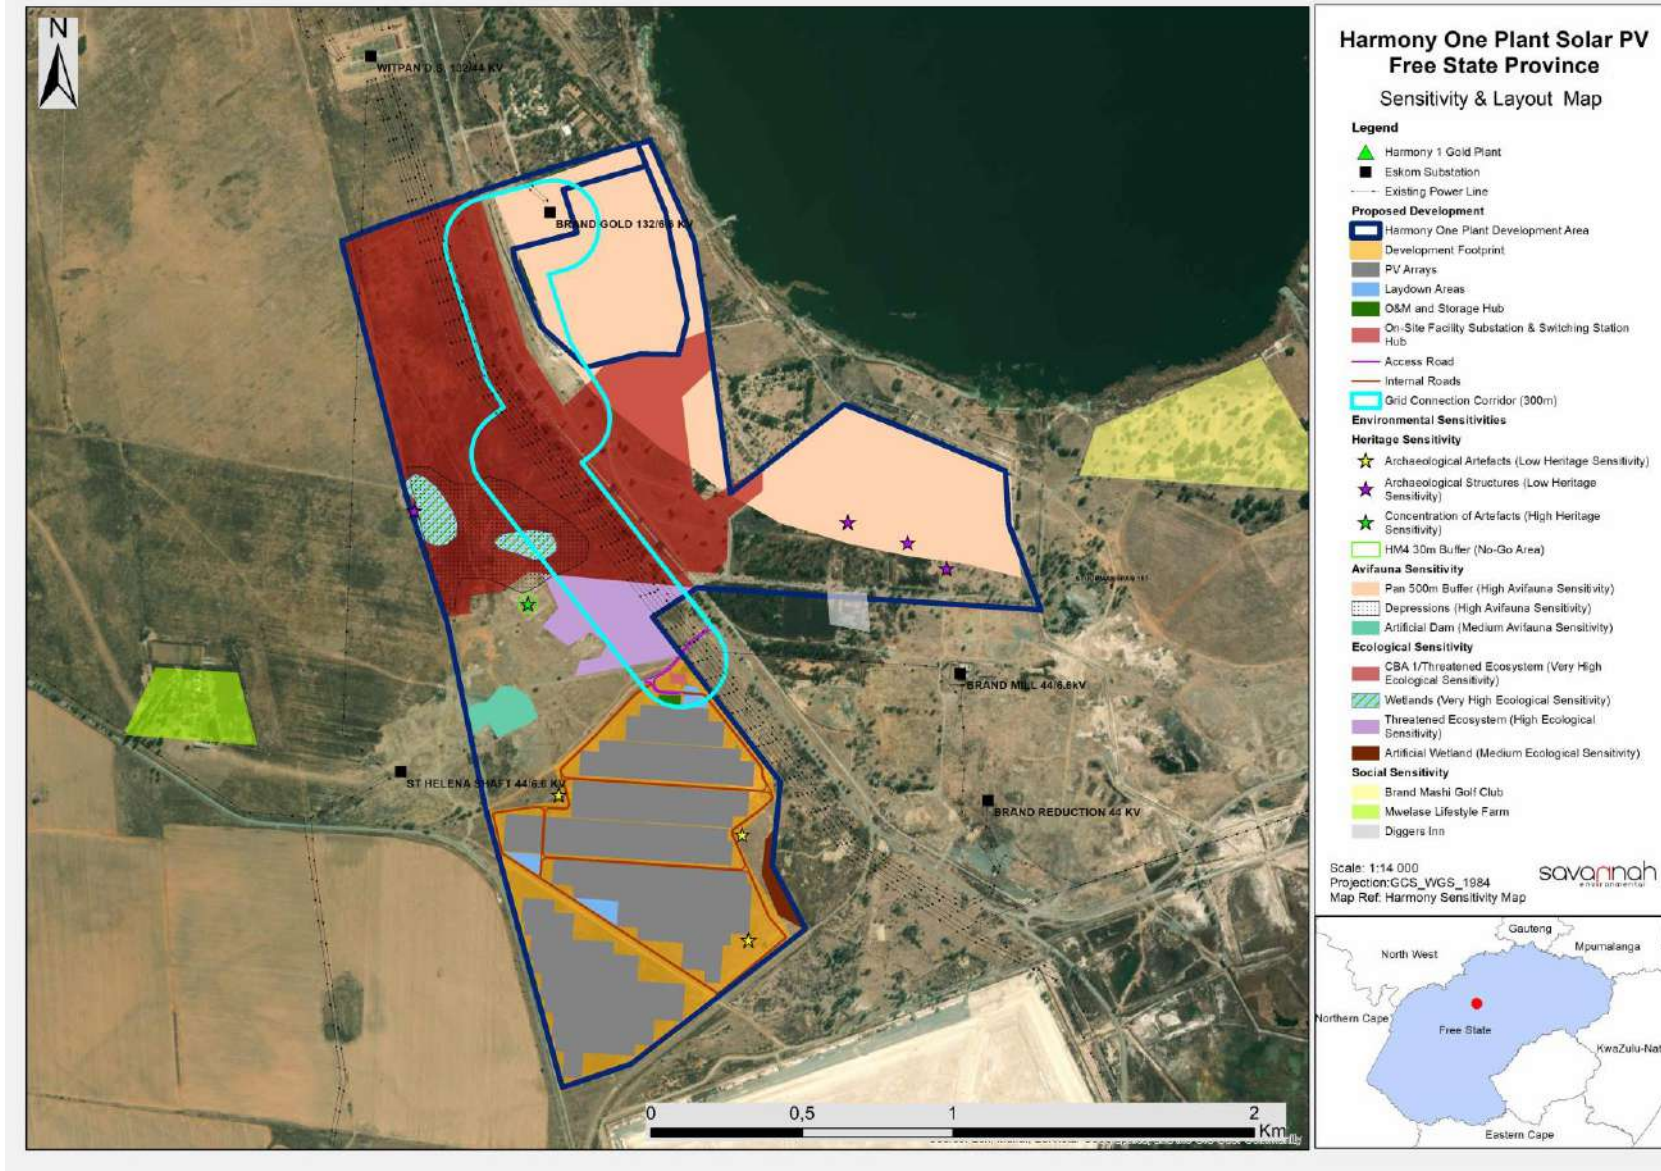 N
WITPAN D.S. 132/44 KV
BRAND GOLD 132/6.6 KV
BRAND MILL 44/6.6kV
ST HELENA SHAFT 44/6.6 KV
BRAND REDUCTION 44 KV
0 0,5 1 2
Km
Harmony One Plant Solar PV
Free State Province
Sensitivity & Layout Map
Legend
Harmony 1 Gold Plant
Eskom Substation
Existing Power Line
Proposed Development
Harmony One Plant Development Area
Development Footprint
PV Arrays
Laydown Areas
O&M and Storage Hub
On-Site Facility Substation & Switching Station
Hub
Access Road
Internal Roads
Grid Connection Corridor (300m)
Environmental Sensitivities
Heritage Sensitivity
Archaeological Artefacts (Low Heritage Sensitivity)
Archaeological Structures (Low Heritage
Sensitivity)
Concentration of Artefacts (High Heritage
Sensitivity)
HM4 30m Buffer (No-Go Area)
Avifauna Sensitivity
Pan 500m Buffer (High Avifauna Sensitivity)
Depressions (High Avifauna Sensitivity)
Artificial Dam (Medium Avifauna Sensitivity)
Ecological Sensitivity
CBA 1/Threatened Ecosystem (Very High
Ecological Sensitivity)
Wetlands (Very High Ecological Sensitivity)
Threatened Ecosystem (High Ecological
Sensitivity)
Artificial Wetland (Medium Ecological Sensitivity)
Social Sensitivity
Brand Mashi Golf Club
Mwelase Lifestyle Farm
Diggers Inn
Scale: 1:14 000
Projection:GCS_WGS_1984
Map Ref: Harmony Sensitivity Map
savannah
environmental
Gauteng
North West
Mpumalanga
Northern Cape
Free State
KwaZulu-Nat
Eastern Cape